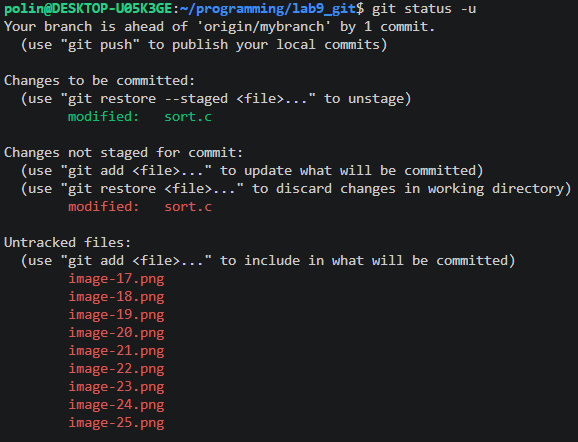 polin@DESKTOP-U05K3GE:~/programming/lab9_git$ git status -u
Your branch is ahead of 'origin/mybranch' by 1 commit.
  (use "git push" to publish your local commits)

Changes to be committed:
  (use "git restore --staged <file>..." to unstage)
        modified:   sort.c

Changes not staged for commit:
  (use "git add <file>..." to update what will be committed)
  (use "git restore <file>..." to discard changes in working directory)
        modified:   sort.c

Untracked files:
  (use "git add <file>..." to include in what will be committed)
        image-17.png
        image-18.png
        image-19.png
        image-20.png
        image-21.png
        image-22.png
        image-23.png
        image-24.png
        image-25.png